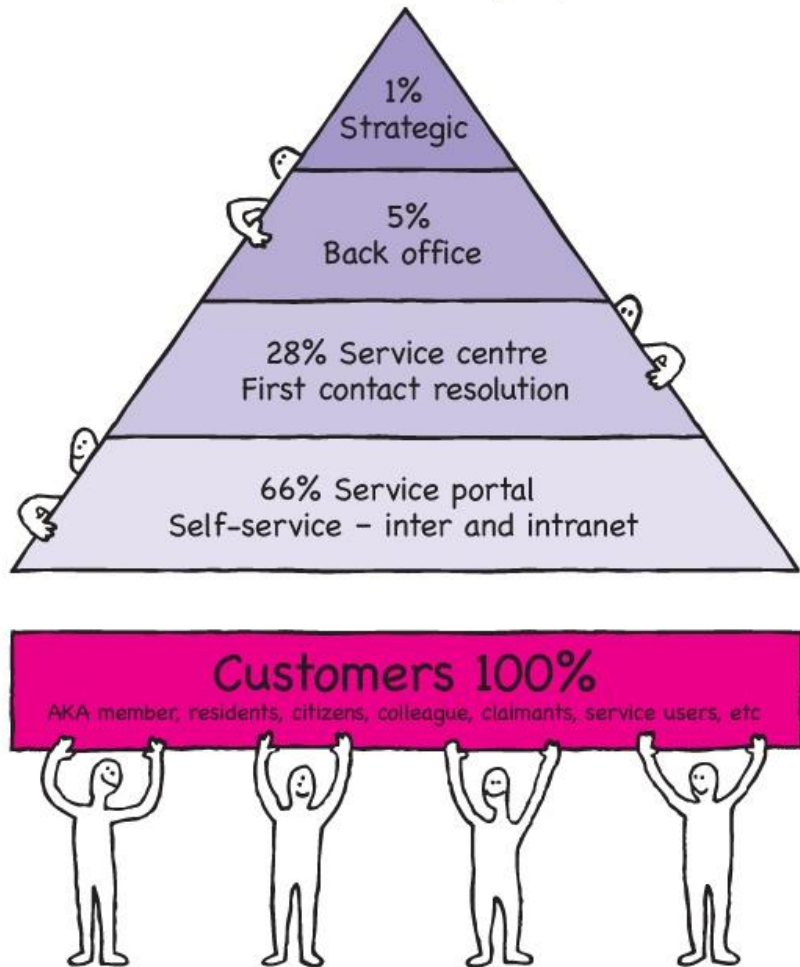 1%
Strategic
5%
Back office
28% Service centre
First contact resolution
66% Service portal
Self-service – inter and intranet
Customers 100%
AKA member, residents, citizens, colleague, claimants, service users, etc